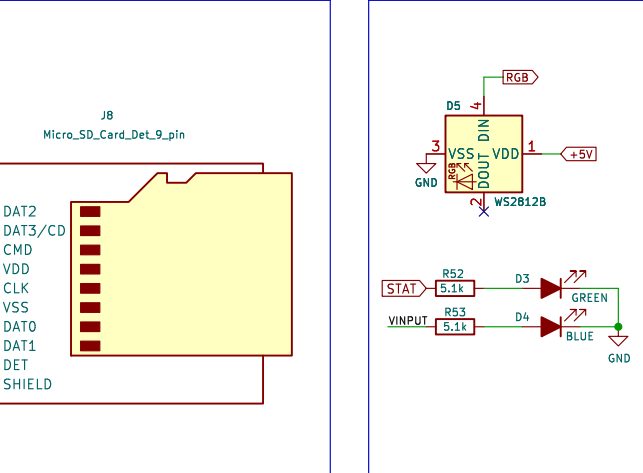 J8
Micro_SD_Card_Det_9_pin
DAT2
DAT3/CD
CMD
VDD
CLK
VSS
DAT0
DAT1
DET
SHIELD
RGB
D5
4
DIN
3
VSS
VDD
1
+5V
GND
RGB
DOUT
2
WS2812B
STAT
R52
5.1k
D3
GREEN
VINPUT
R53
5.1k
D4
BLUE
GND